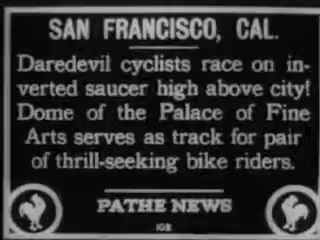 SAN FRANCISCO, CAL.
Daredevil cyclists race on in-
verted saucer high above city!
Dome of the Palace of Fine
Arts serves as track for pair
of thrill-seeking bike riders.
PATHE NEWS